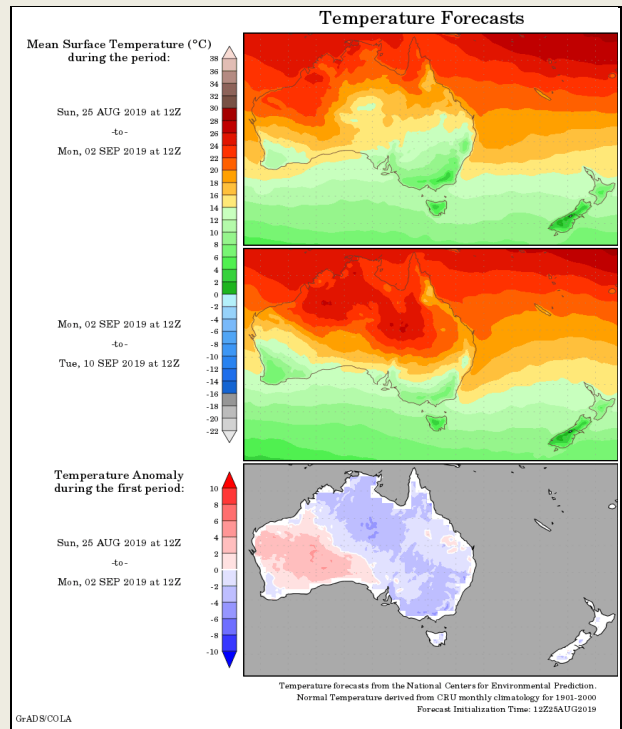 Temperature Forecasts
Mean Surface Temperature (°C)
during the period:
38
36
34
32
30
28
26
24
22
20
18
16
14
12
10
8
6
4
2
0
-2
-4
-6
-8
-10
-12
-14
-16
-18
-20
-22
Sun, 25 AUG 2019 at 12Z
-to-
Mon, 02 SEP 2019 at 12Z
Mon, 02 SEP 2019 at 12Z
-to-
Tue, 10 SEP 2019 at 12Z
Temperature Anomaly
during the first period:
10
8
6
4
2
0
-2
-4
-6
-8
-10
Sun, 25 AUG 2019 at 12Z
-to-
Mon, 02 SEP 2019 at 12Z
Temperature forecasts from the National Centers for Environmental Prediction.
Normal Temperature derived from CRU monthly climatology for 1901-2000
Forecast Initialization Time: 12Z25AUG2019
GrADS/COLA